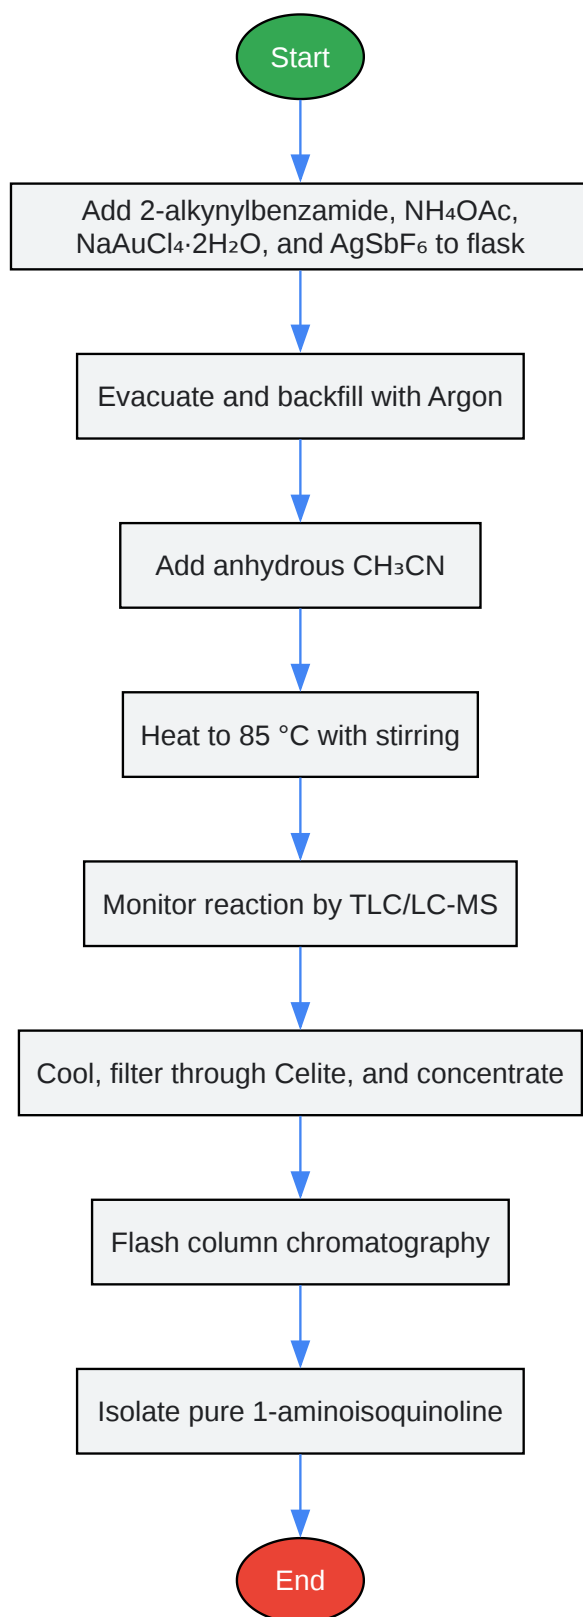 Start
Add 2-alkynylbenzamide, NH₄OAc,
NaAuCl₄·2H₂O, and AgSbF₆ to flask
Evacuate and backfill with Argon
Add anhydrous CH₃CN
Heat to 85 °C with stirring
Monitor reaction by TLC/LC-MS
Cool, filter through Celite, and concentrate
Flash column chromatography
Isolate pure 1-aminoisoquinoline
End